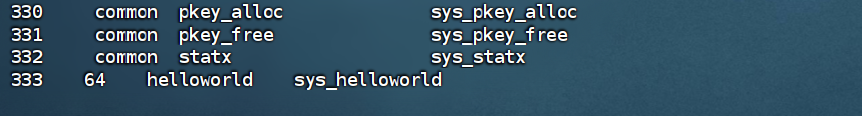 330 common pkey_alloc sys_pkey_alloc
331 common pkey_free sys_pkey_free
332 common statx sys_statx
333 64 helloworld sys_helloworld